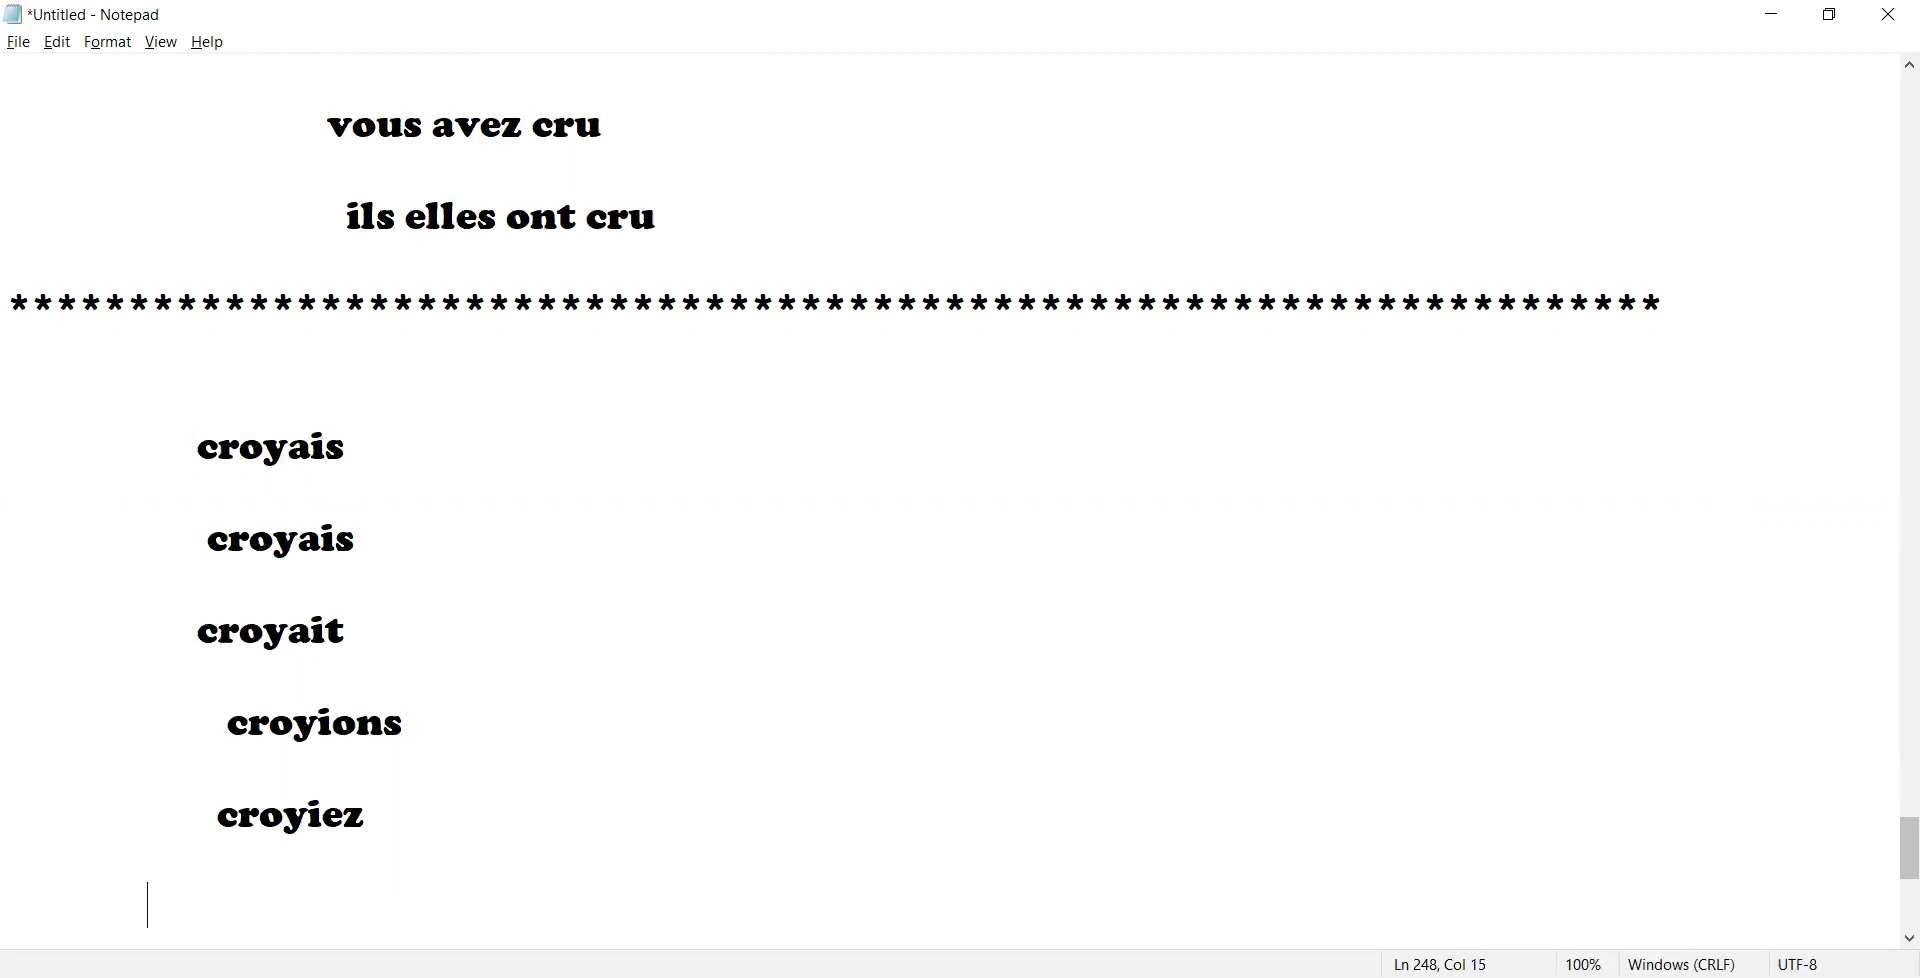 *Untitled - Notepad
File Edit Format View Help
vous avez cru
ils elles ont cru
*********************************************************************
croyais
croyais
croyait
croyions
croyiez
Ln 248, Col 15 100% Windows (CRLF) UTF-8